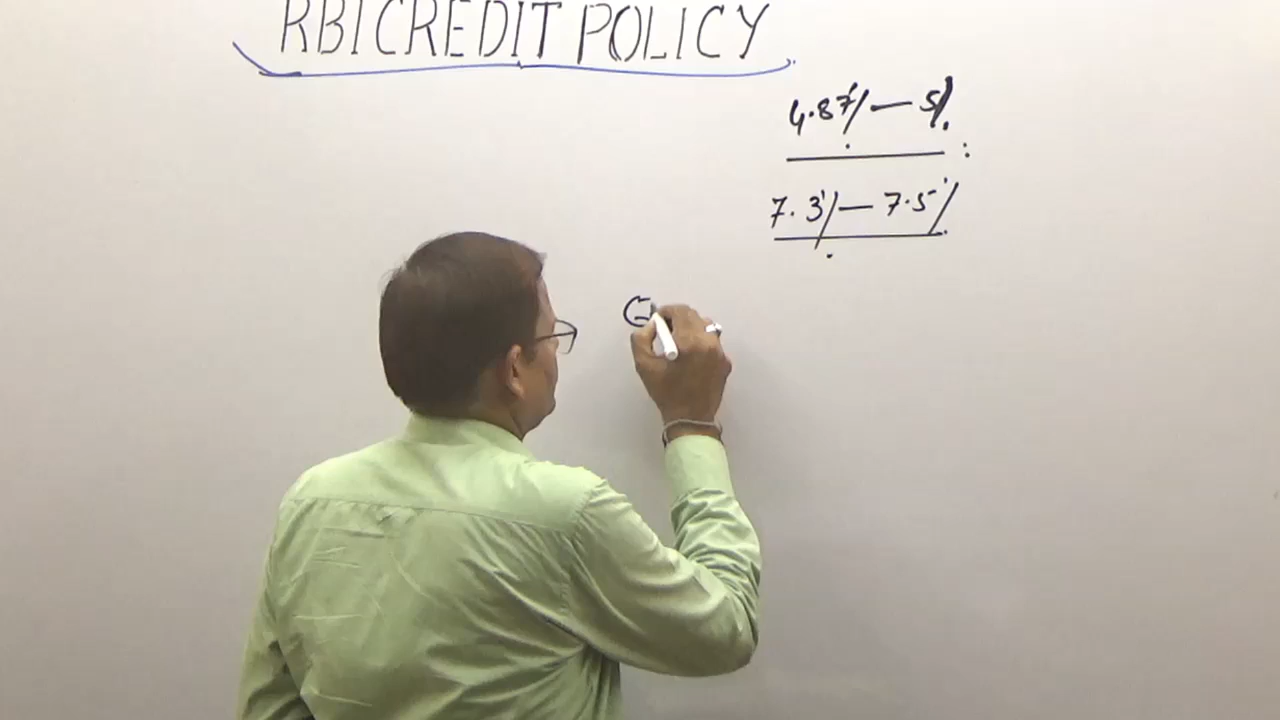 RBI CREDIT POLICY
4.87% — 5%
7.3% — 7.5%
G